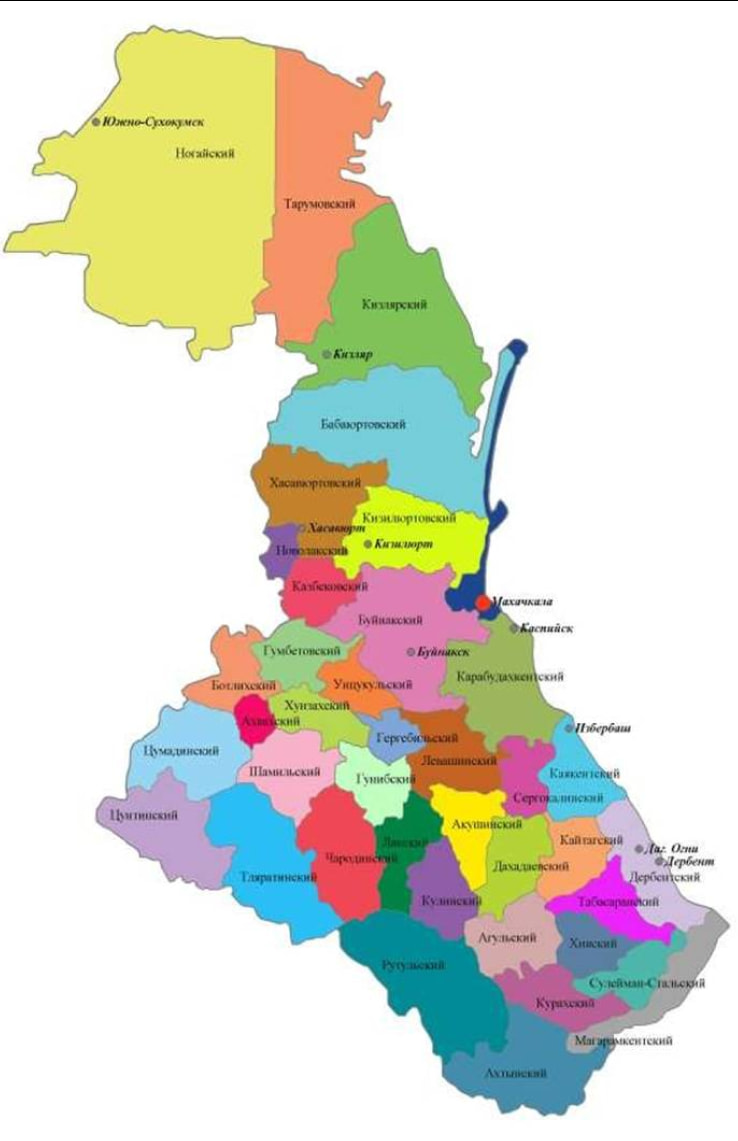 Южно-Сухокумск
Ногайский
Тарумовский
Кизлярский
Кизляр
Бабаюртовский
Хасавюртовский
Кизилюртовский
Хасавюрт
Кизилюрт
Новолакский
Казбековский
Махачкала
Буйнакский
Каспийск
Гумбетовский
Буйнакск
Карабудахкентский
Ботлихский
Унцукульский
Хунзахский
Ахвахский
Избербаш
Гергебильский
Цумадинский
Левашинский
Шамильский
Гунибский
Каякентский
Сергокалинский
Цунтинский
Акушинский
Лакский
Кайтагский
Даг. Огни
Чародинский
Дербент
Дахадаевский
Тляратинский
Дербентский
Кулинский
Табасаранский
Агульский
Хивский
Рутульский
Сулейман-Стальский
Курахский
Магарамкентский
Ахтынский